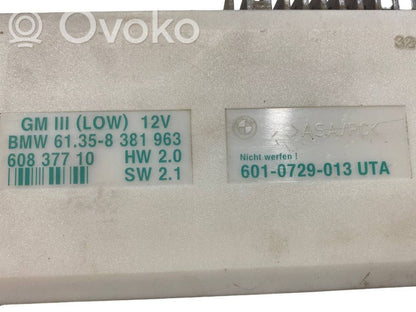 Ovoko
GM III (LOW) 12V
BMW 61.35-8 381 963
608 377 10 HW 2.0
SW 2.1
>ASA/PCK
Nicht werfen !
601-0729-013 UTA